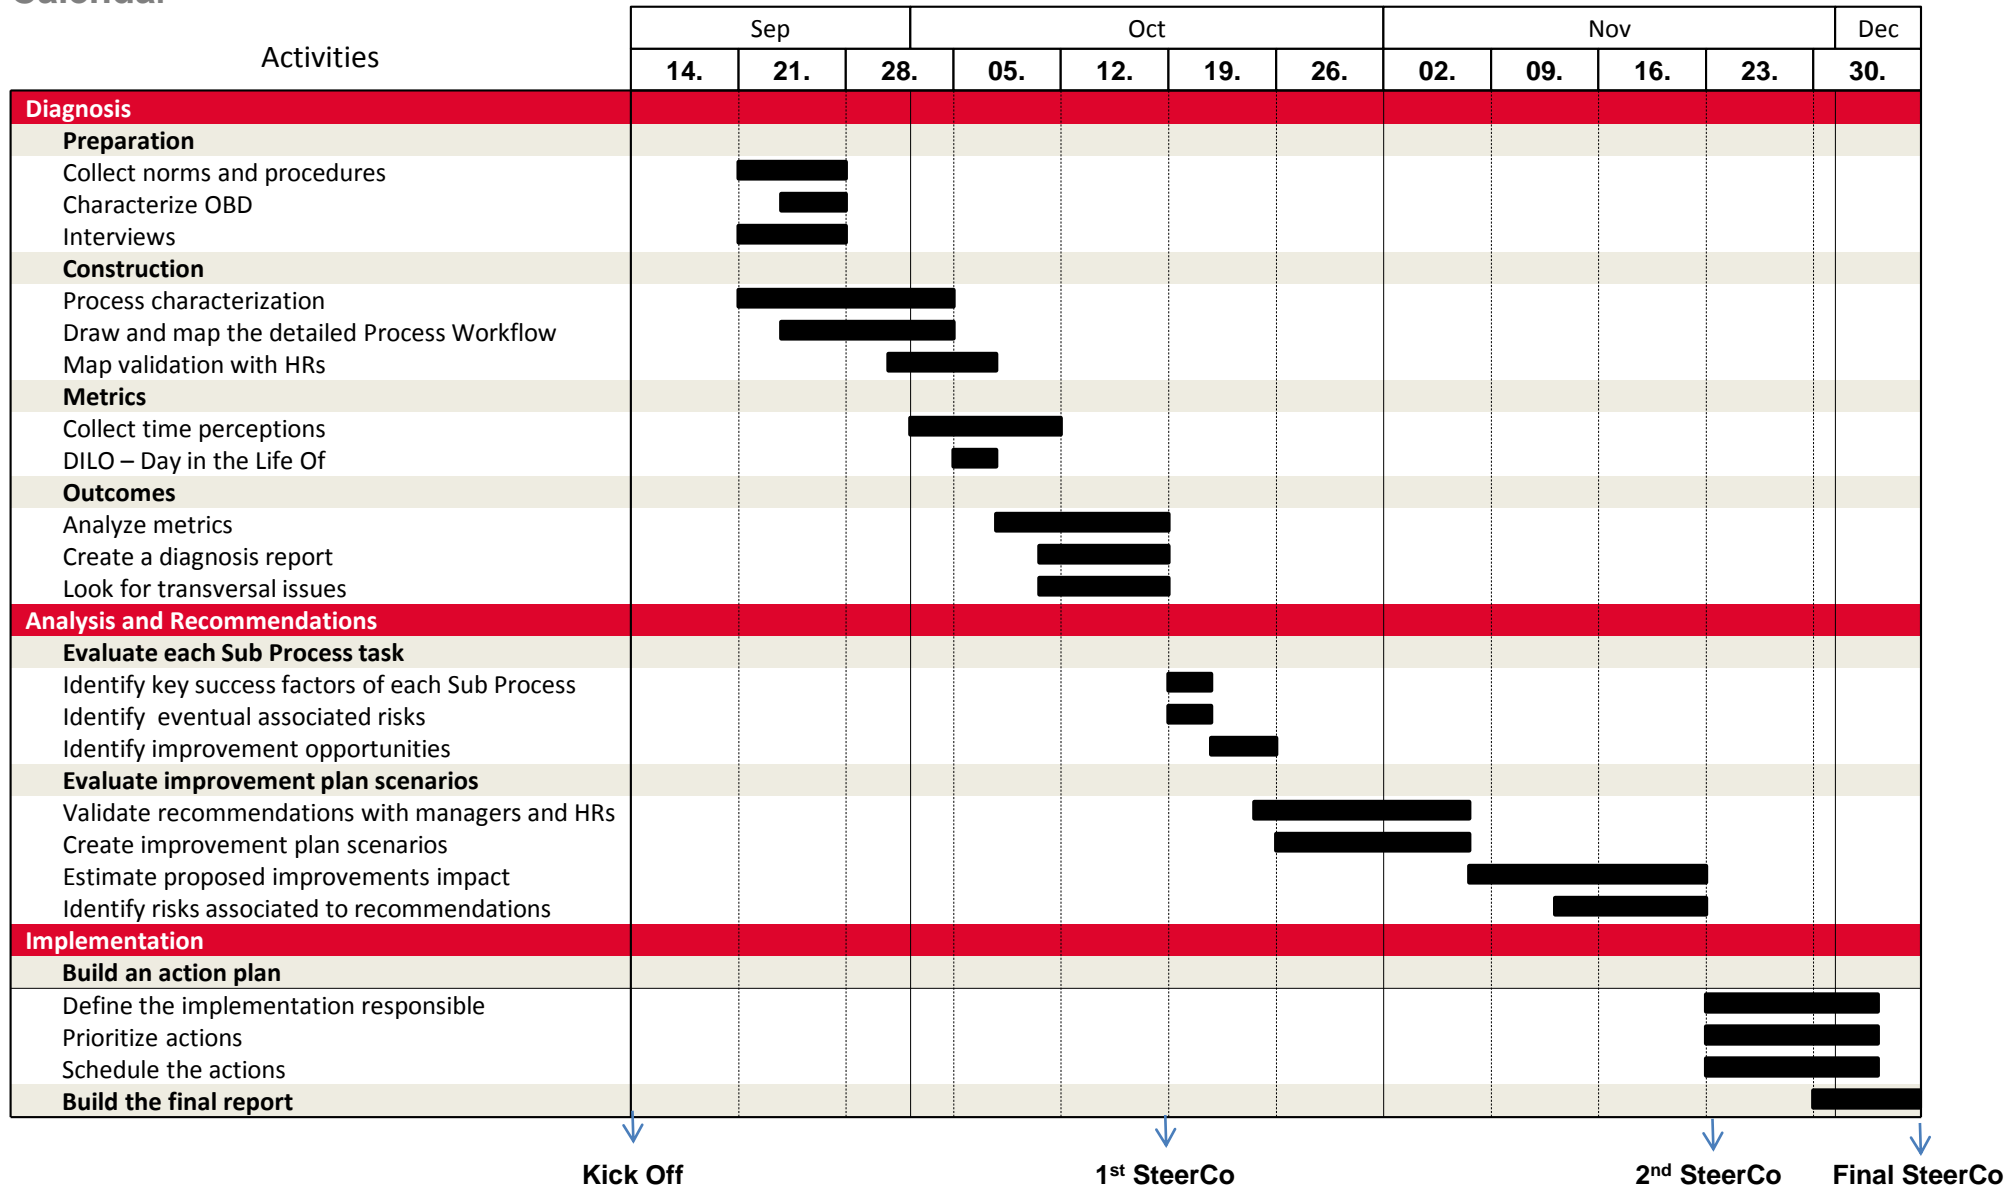 Calendar
Sep Oct Nov Dec
Activities
14. 21. 28. 05. 12. 19. 26. 02. 09. 16. 23. 30.
Diagnosis
Preparation
Collect norms and procedures
Characterize OBD
Interviews
Construction
Process characterization
Draw and map the detailed Process Workflow
Map validation with HRs
Metrics
Collect time perceptions
DILO – Day in the Life Of
Outcomes
Analyze metrics
Create a diagnosis report
Look for transversal issues
Analysis and Recommendations
Evaluate each Sub Process task
Identify key success factors of each Sub Process
Identify  eventual associated risks
Identify improvement opportunities
Evaluate improvement plan scenarios
Validate recommendations with managers and HRs
Create improvement plan scenarios
Estimate proposed improvements impact
Identify risks associated to recommendations
Implementation
Build an action plan
Define the implementation responsible
Prioritize actions
Schedule the actions
Build the final report
Kick Off 1st SteerCo 2nd SteerCo Final SteerCo